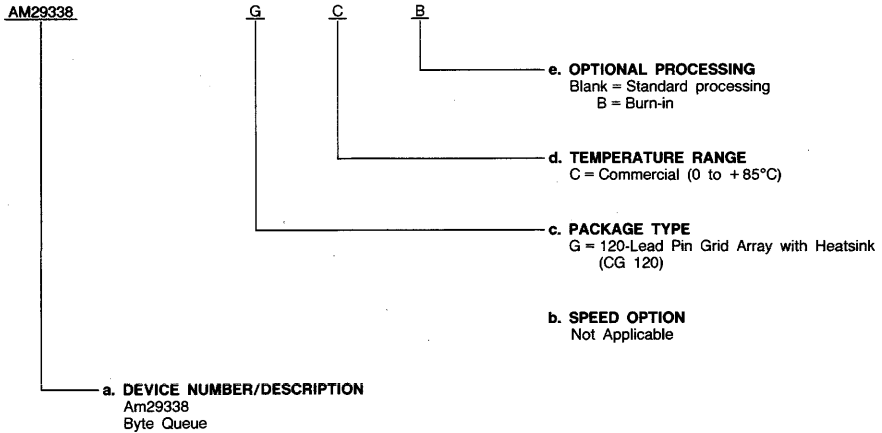 AM29338 G C B
e. OPTIONAL PROCESSING
Blank = Standard processing
B = Burn-in
d. TEMPERATURE RANGE
C = Commercial (0 to +85°C)
c. PACKAGE TYPE
G = 120-Lead Pin Grid Array with Heatsink
(CG 120)
b. SPEED OPTION
Not Applicable
a. DEVICE NUMBER/DESCRIPTION
Am29338
Byte Queue